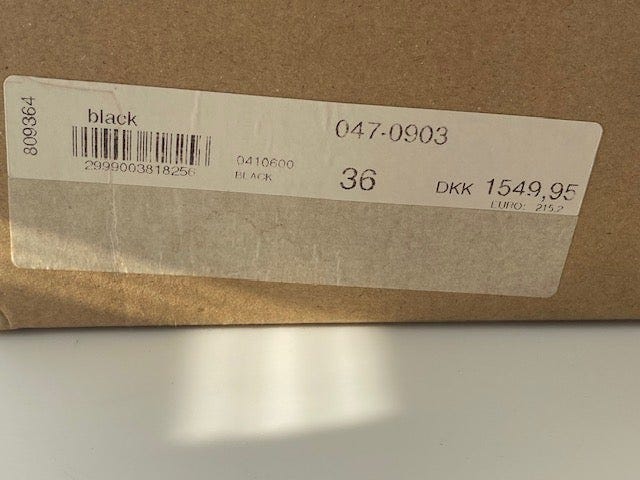 809364
black
2999003818256
0410600
BLACK
047-0903
36
DKK 1549,95
EURO: 215.2